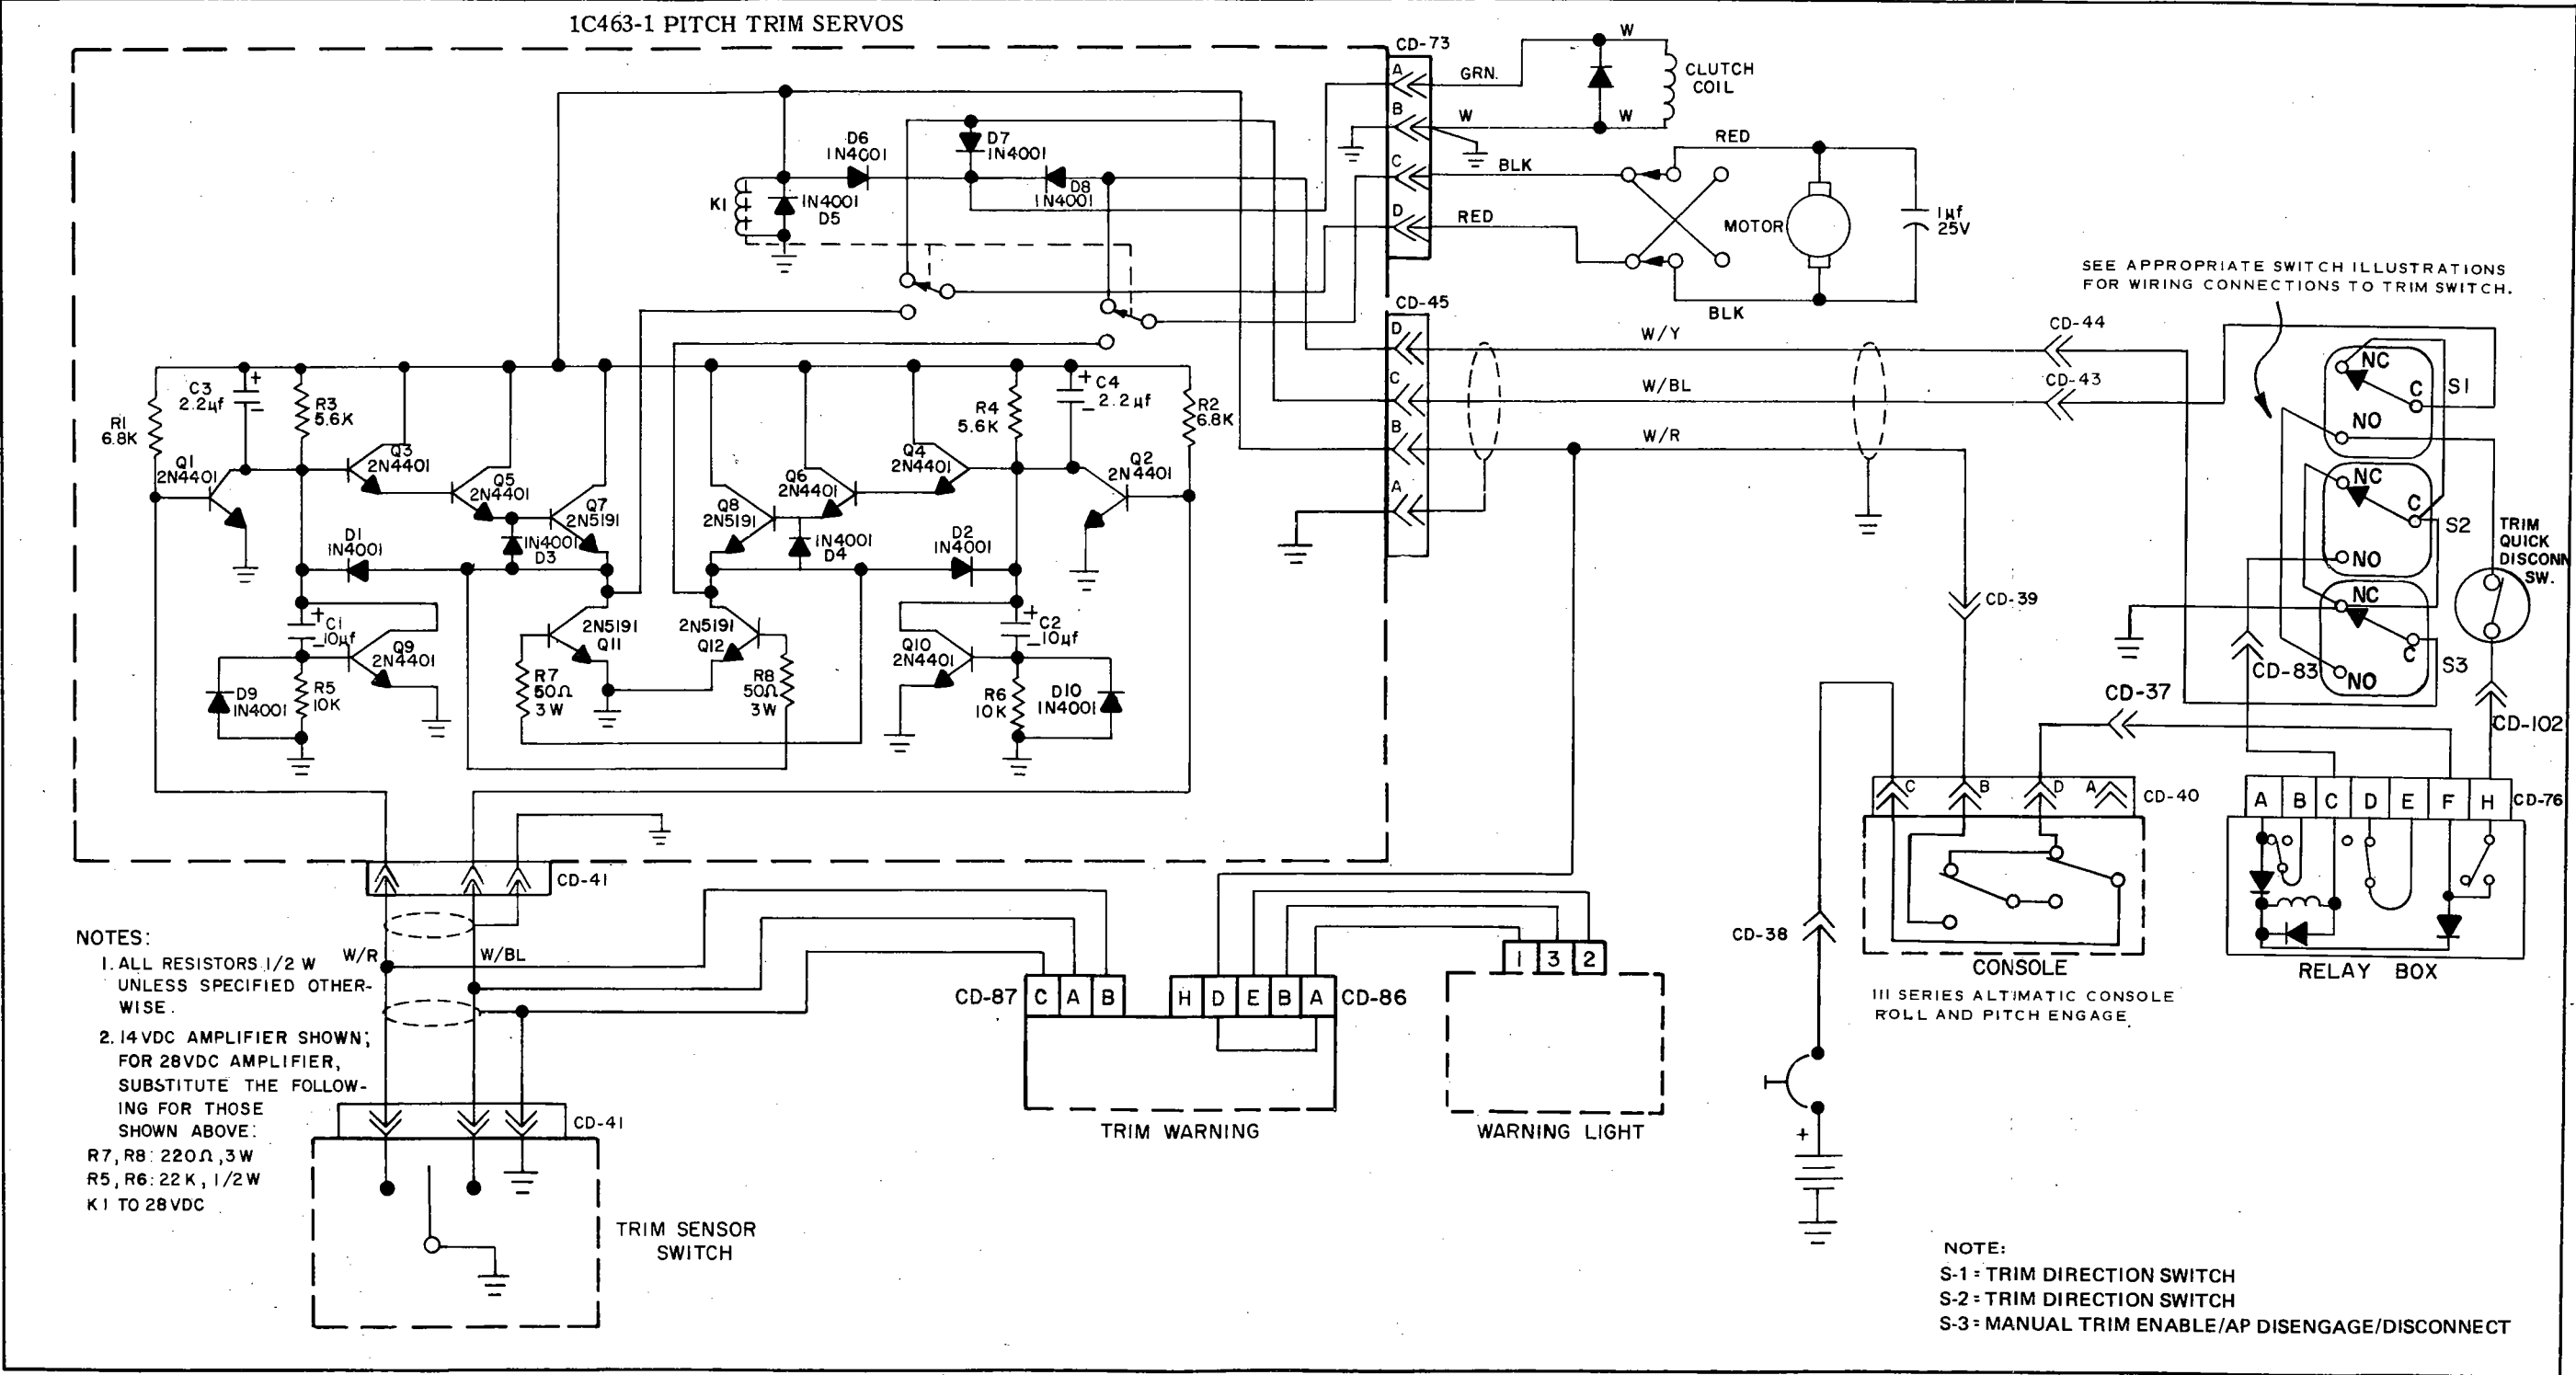 1C463-1 PITCH TRIM SERVOS
CD-73
A
GRN.
W
CLUTCH
COIL
B
W
W
C
BLK
RED
D
RED
MOTOR
1µf
25V
BLK
D6
1N4001
D7
1N4001
D8
1N4001
K1
1N4001
D5
SEE APPROPRIATE SWITCH ILLUSTRATIONS
FOR WIRING CONNECTIONS TO TRIM SWITCH.
CD-45
D
W/Y
CD-44
C
W/BL
CD-43
B
W/R
A
NC
C
S1
NO
NC
C
S2
NO
NC
C
S3
NO
TRIM
QUICK
DISCONN
SW.
R1
6.8K
C3
2.2µf
+
-
R3
5.6K
Q1
2N4401
Q3
2N4401
Q5
2N4401
Q7
2N5191
Q8
2N5191
Q6
2N4401
Q4
2N4401
R4
5.6K
+
-
C4
2.2µf
R2
6.8K
Q2
2N4401
D1
1N4001
1N4001
D3
1N4001
D4
D2
1N4001
+
C1
-
10µf
Q9
2N4401
2N5191
Q11
2N5191
Q12
Q10
2N4401
+
C2
-
10µf
D9
1N4001
R5
10K
R7
50Ω
3W
R8
50Ω
3W
R6
10K
D10
1N4001
CD-39
CD-83
CD-37
CD-102
C
B
D
A
CD-40
A
B
C
D
E
F
H
CD-76
CONSOLE
III SERIES ALTIMATIC CONSOLE
ROLL AND PITCH ENGAGE
RELAY BOX
CD-38
+
CD-41
W/R
W/BL
NOTES:
1. ALL RESISTORS 1/2 W
UNLESS SPECIFIED OTHER-
WISE.
2. 14VDC AMPLIFIER SHOWN;
FOR 28VDC AMPLIFIER,
SUBSTITUTE THE FOLLOW-
ING FOR THOSE
SHOWN ABOVE:
R7, R8: 220Ω, 3W
R5, R6: 22K, 1/2W
K1 TO 28VDC
CD-41
TRIM SENSOR
SWITCH
CD-87
C
A
B
H
D
E
B
A
CD-86
TRIM WARNING
1
3
2
WARNING LIGHT
NOTE:
S-1 = TRIM DIRECTION SWITCH
S-2 = TRIM DIRECTION SWITCH
S-3 = MANUAL TRIM ENABLE/AP DISENGAGE/DISCONNECT